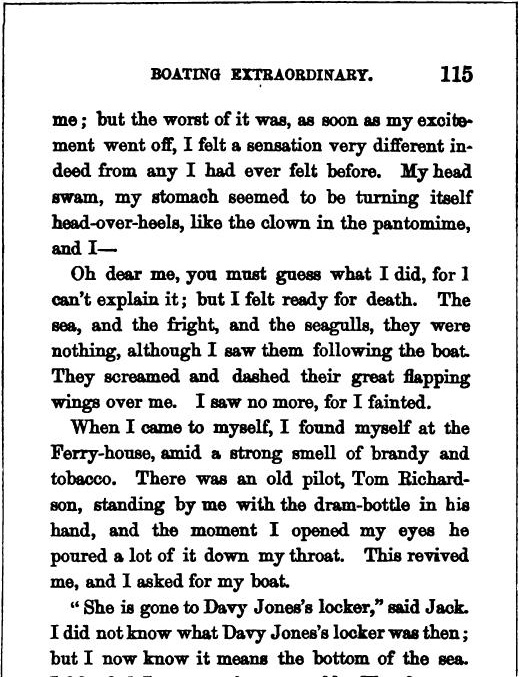 BOATING EXTRAORDINARY. 115
me; but the worst of it was, as soon as my excite-
ment went off, I felt a sensation very different in-
deed from any I had ever felt before. My head
swam, my stomach seemed to be turning itself
head-over-heels, like the clown in the pantomime,
and I—
Oh dear me, you must guess what I did, for I
can't explain it; but I felt ready for death. The
sea, and the fright, and the seagulls, they were
nothing, although I saw them following the boat.
They screamed and dashed their great flapping
wings over me. I saw no more, for I fainted.
When I came to myself, I found myself at the
Ferry-house, amid a strong smell of brandy and
tobacco. There was an old pilot, Tom Richard-
son, standing by me with the dram-bottle in his
hand, and the moment I opened my eyes he
poured a lot of it down my throat. This revived
me, and I asked for my boat.
“She is gone to Davy Jones's locker,” said Jack.
I did not know what Davy Jones's locker was then;
but I now know it means the bottom of the sea.